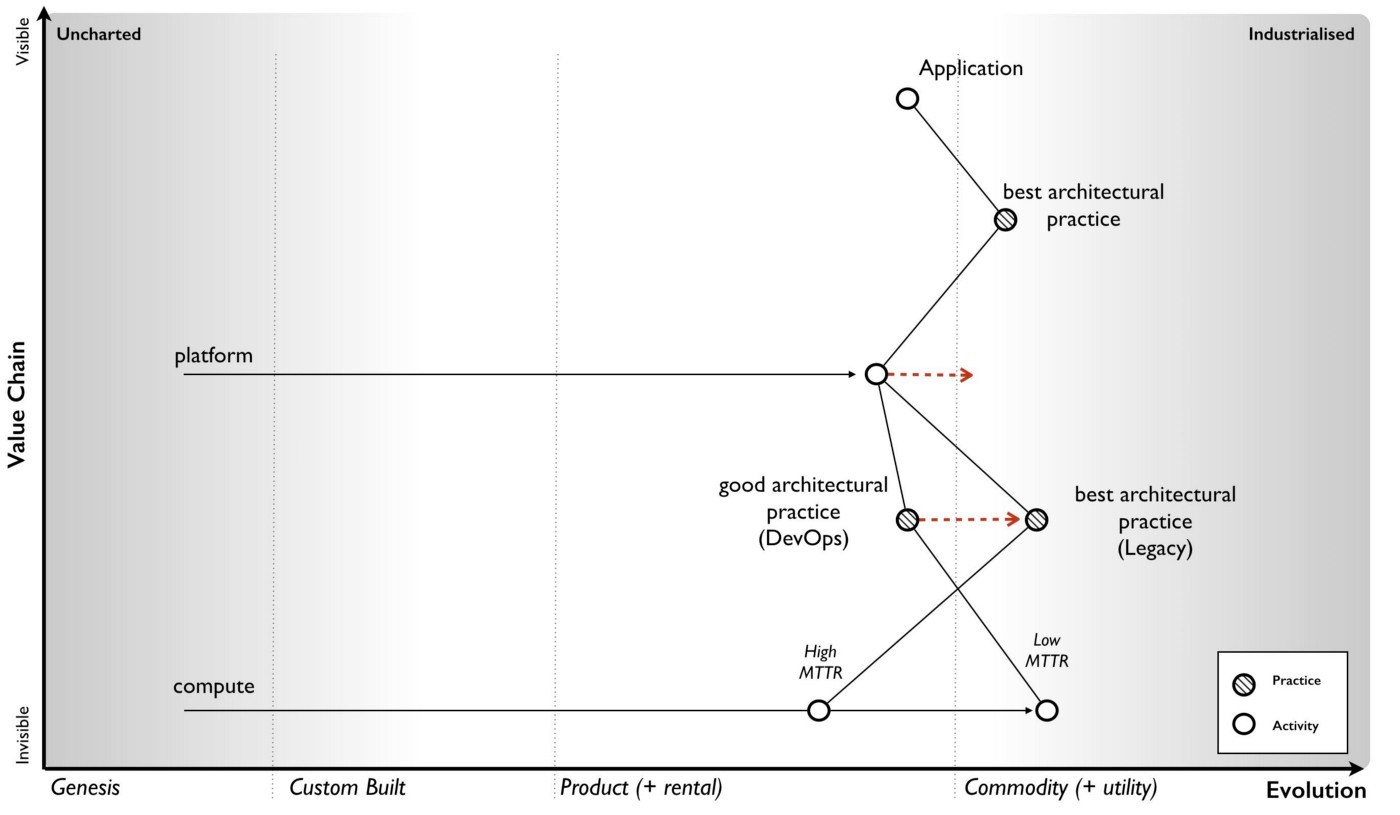 Visible
Uncharted
Industrialised
Application
best architectural
practice
platform
Value Chain
good architectural
practice
(DevOps)
best architectural
practice
(Legacy)
High
MTTR
Low
MTTR
compute
Practice
Activity
Invisible
Genesis
Custom Built
Product (+ rental)
Commodity (+ utility)
Evolution